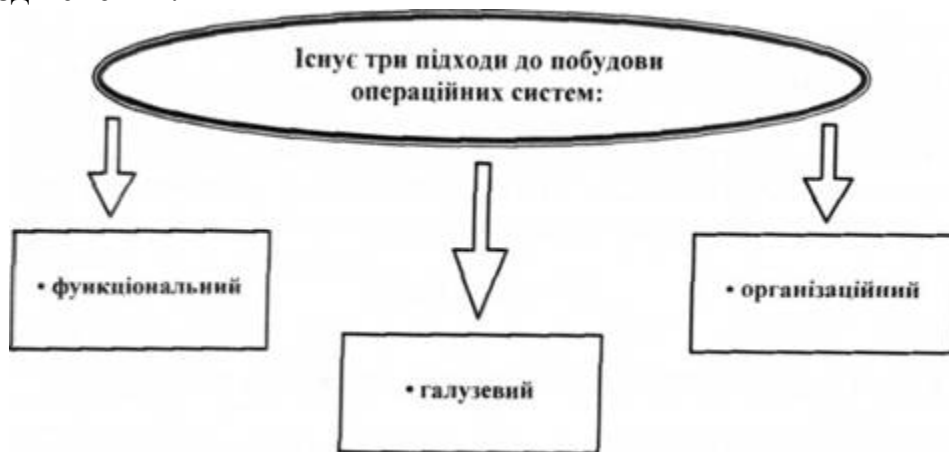 Існує три підходи до побудови
операційних систем:
• функціональний
• організаційний
• галузевий